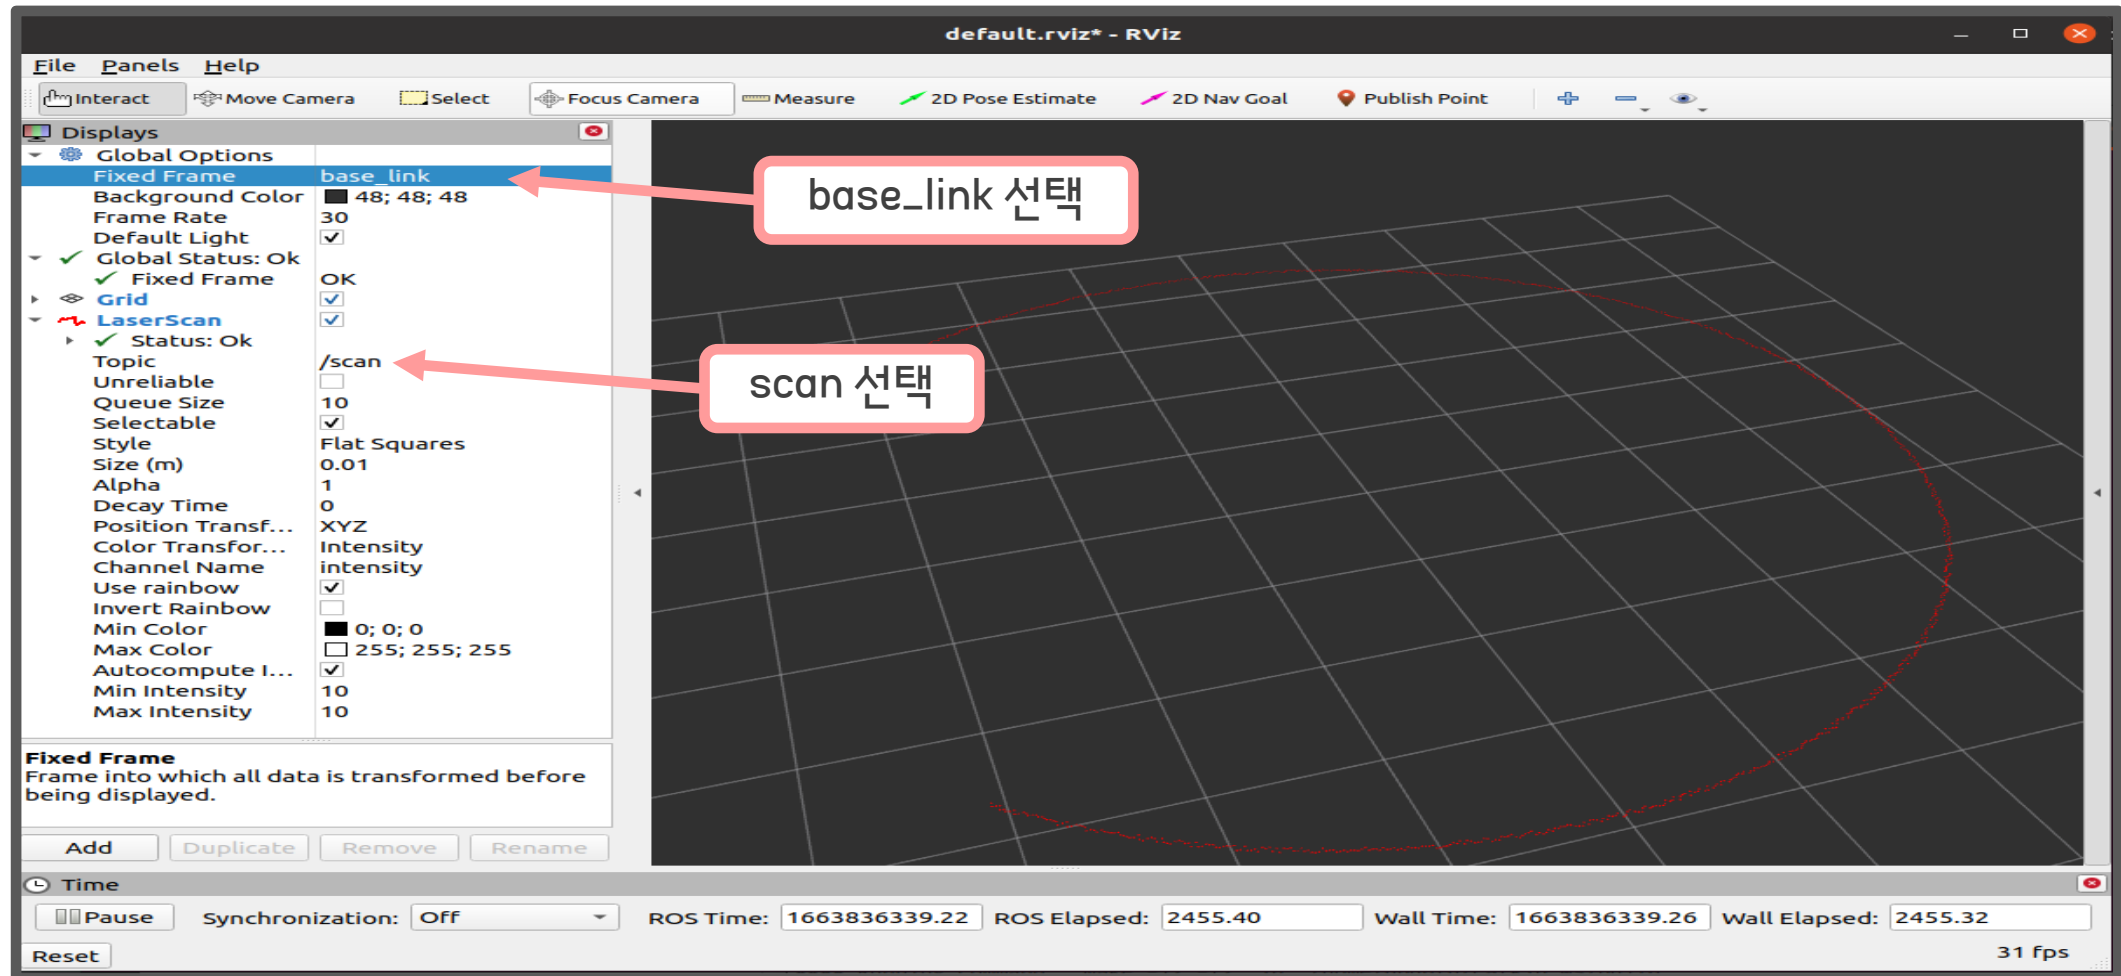 default.rviz* - RViz
File Panels Help
Interact Move Camera Select Focus Camera Measure 2D Pose Estimate 2D Nav Goal Publish Point
Displays
Global Options
Fixed Frame base_link
Background Color 48; 48; 48
Frame Rate 30
Default Light
Global Status: Ok
Fixed Frame OK
Grid
LaserScan
Status: Ok
Topic /scan
Unreliable
Queue Size 10
Selectable
Style Flat Squares
Size (m) 0.01
Alpha 1
Decay Time 0
Position Transf... XYZ
Color Transfor... Intensity
Channel Name intensity
Use rainbow
Invert Rainbow
Min Color 0; 0; 0
Max Color 255; 255; 255
Autocompute I...
Min Intensity 10
Max Intensity 10
base_link 선택
scan 선택
Fixed Frame
Frame into which all data is transformed before
being displayed.
Add Duplicate Remove Rename
Time
Pause Synchronization: Off ROS Time: 1663836339.22 ROS Elapsed: 2455.40 Wall Time: 1663836339.26 Wall Elapsed: 2455.32
Reset 31 fps